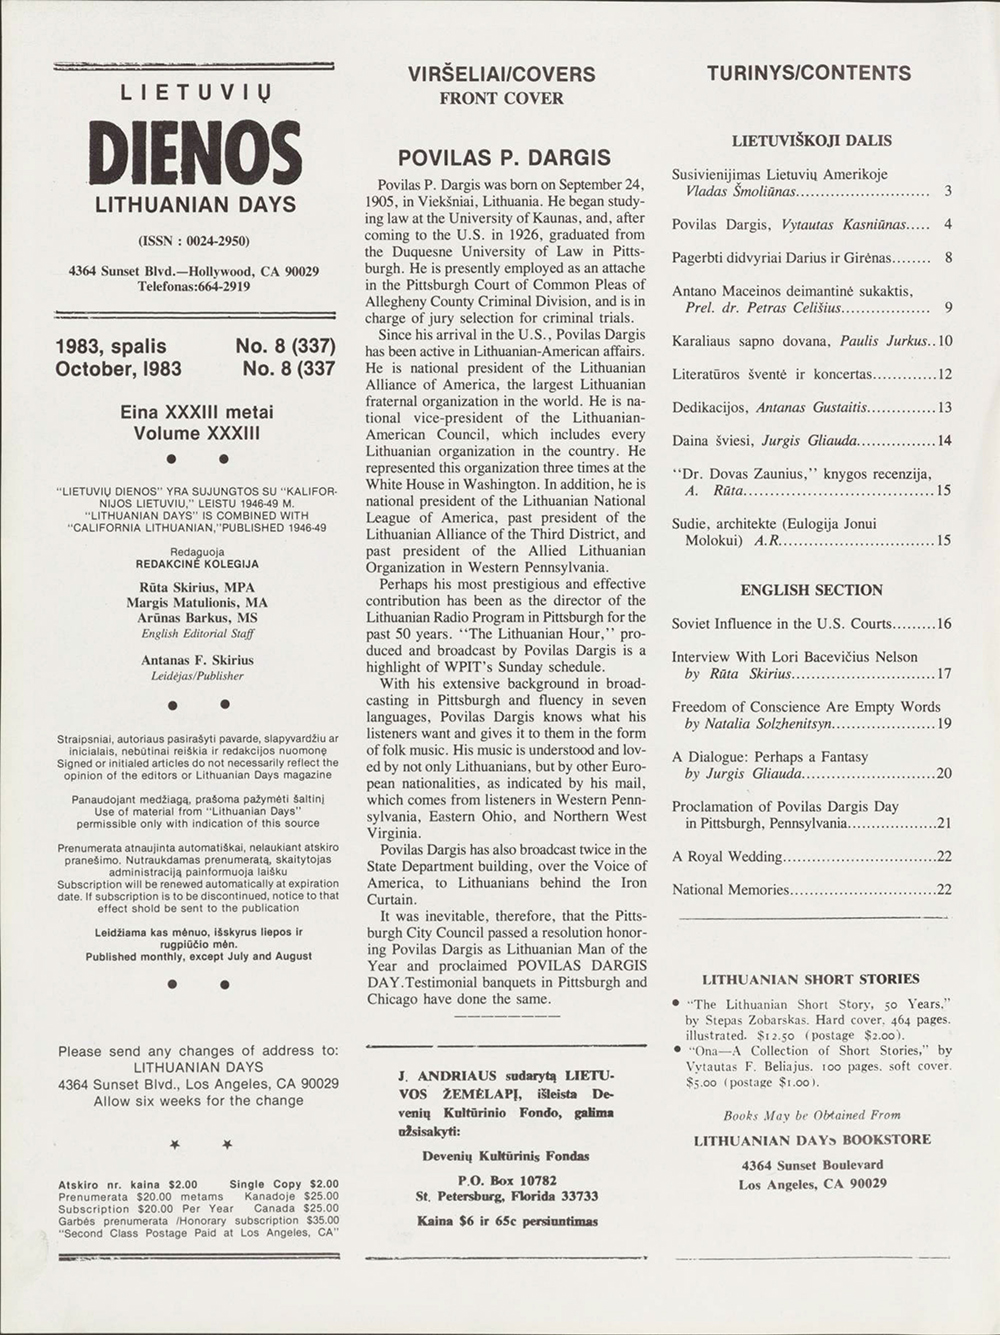 LIETUVIŲ
DIENOS
LITHUANIAN DAYS
(ISSN : 0024-2950)
4364 Sunset Blvd.—Hollywood, CA 90029
Telefonas:664-2919
1983, spalis No. 8 (337)
October, I983 No. 8 (337
Eina XXXIII metai
Volume XXXIII
"LIETUVIŲ DIENOS" YRA SUJUNGTOS SU "KALIFOR-
NIJOS LIETUVIU," LEISTU 1946-49 M.
"LITHUANIAN DAYS" IS COMBINED WITH
"CALIFORNIA LITHUANIAN,"PUBLISHED 1946-49
Redaguoja
REDAKCINĖ KOLEGIJA
Rūta Skirius, MPA
Margis Matulionis, MA
Arūnas Barkus, MS
English Editorial Staff
Antanas F. Skirius
Leidėjas/Publisher
Straipsniai, autoriaus pasirašyti pavarde, slapyvardžiu ar
inicialais, nebūtinai reiškia ir redakcijos nuomonę
Signed or initialed articles do not necessarily reflect the
opinion of the editors or Lithuanian Days magazine
Panaudojant medžiagą, prašoma pažymėti šaltinį
Use of material from "Lithuanian Days"
permissible only with indication of this source
Prenumerata atnaujinta automatiškai, nelaukiant atskiro
pranešimo. Nutraukdamas prenumeratą, skaitytojas
administraciją painformuoja laišku
Subscription will be renewed automatically at expiration
date. If subscription is to be discontinued, notice to that
effect shold be sent to the publication
Leidžiama kas mėnuo, išskyrus liepos ir
rugpiūčio mėn.
Published monthly, except July and August
Please send any changes of address to:
LITHUANIAN DAYS
4364 Sunset Blvd., Los Angeles, CA 90029
Allow six weeks for the change
Atskiro nr. kaina $2.00 Single Copy $2.00
Prenumerata $20.00 metams Kanadoje $25.00
Subscription $20.00 Per Year Canada $25.00
Garbės prenumerata /Honorary subscription $35.00
"Second Class Postage Paid at Los Angeles, CA"
VIRŠELIAI/COVERS
FRONT COVER
POVILAS P. DARGIS
Povilas P. Dargis was born on September 24,
1905, in Viekšniai, Lithuania. He began study-
ing law at the University of Kaunas, and, after
coming to the U.S. in 1926, graduated from
the Duquesne University of Law in Pitts-
burgh. He is presently employed as an attache
in the Pittsburgh Court of Common Pleas of
Allegheny County Criminal Division, and is in
charge of jury selection for criminal trials.
Since his arrival in the U.S., Povilas Dargis
has been active in Lithuanian-American affairs.
He is national president of the Lithuanian
Alliance of America, the largest Lithuanian
fraternal organization in the world. He is na-
tional vice-president of the Lithuanian-
American Council, which includes every
Lithuanian organization in the country. He
represented this organization three times at the
White House in Washington. In addition, he is
national president of the Lithuanian National
League of America, past president of the
Lithuanian Alliance of the Third District, and
past president of the Allied Lithuanian
Organization in Western Pennsylvania.
Perhaps his most prestigious and effective
contribution has been as the director of the
Lithuanian Radio Program in Pittsburgh for the
past 50 years. "The Lithuanian Hour," pro-
duced and broadcast by Povilas Dargis is a
highlight of WPIT's Sunday schedule.
With his extensive background in broad-
casting in Pittsburgh and fluency in seven
languages, Povilas Dargis knows what his
listeners want and gives it to them in the form
of folk music. His music is understood and lov-
ed by not only Lithuanians, but by other Euro-
pean nationalities, as indicated by his mail,
which comes from listeners in Western Penn-
sylvania, Eastern Ohio, and Northern West
Virginia.
Povilas Dargis has also broadcast twice in the
State Department building, over the Voice of
America, to Lithuanians behind the Iron
Curtain.
It was inevitable, therefore, that the Pitts-
burgh City Council passed a resolution honor-
ing Povilas Dargis as Lithuanian Man of the
Year and proclaimed POVILAS DARGIS
DAY.Testimonial banquets in Pittsburgh and
Chicago have done the same.
J. ANDRIAUS sudarytą LIETU-
VOS ŽEMĖLAPĮ, išleista De-
venių Kultūrinio Fondo, galima
užsisakyti:
Devenių Kultūrinis Fondas
P.O. Box 10782
St. Petersburg, Florida 33733
Kaina $6 ir 65c persiuntimas
TURINYS/CONTENTS
LIETUVIŠKOJI DALIS
Susivienijimas Lietuvių Amerikoje
Vladas Šmoliūnas.......................... 3
Povilas Dargis, Vytautas Kasniūnas..... 4
Pagerbti didvyriai Darius ir Girėnas........ 8
Antano Maceinos deimantinė sukaktis,
Prel. dr. Petras Celišius................. 9
Karaliaus sapno dovana, Paulis Jurkus..10
Literatūros šventė ir koncertas............12
Dedikacijos, Antanas Gustaitis.............13
Daina šviesi, Jurgis Gliauda...............14
"Dr. Dovas Zaunius," knygos recenzija,
A. Rūta.....................................15
Sudie, architekte (Eulogija Jonui
Molokui) A.R..............................15
ENGLISH SECTION
Soviet Influence in the U.S. Courts.........16
Interview With Lori Bacevičius Nelson
by Rūta Skirius............................17
Freedom of Conscience Are Empty Words
by Natalia Solzhenitsyn....................19
A Dialogue: Perhaps a Fantasy
by Jurgis Gliauda..........................20
Proclamation of Povilas Dargis Day
in Pittsburgh, Pennsylvania.................21
A Royal Wedding.............................22
National Memories............................22
LITHUANIAN SHORT STORIES
● "The Lithuanian Short Story, 50 Years,"
by Stepas Zobarskas. Hard cover, 464 pages.
illustrated. $12.50 (postage $2.00).
● "Ona—A Collection of Short Stories," by
Vytautas F. Beliajus. 100 pages. soft cover.
$5.00 (postage $1.00).
Books May be Obtained From
LITHUANIAN DAYS BOOKSTORE
4364 Sunset Boulevard
Los Angeles, CA 90029